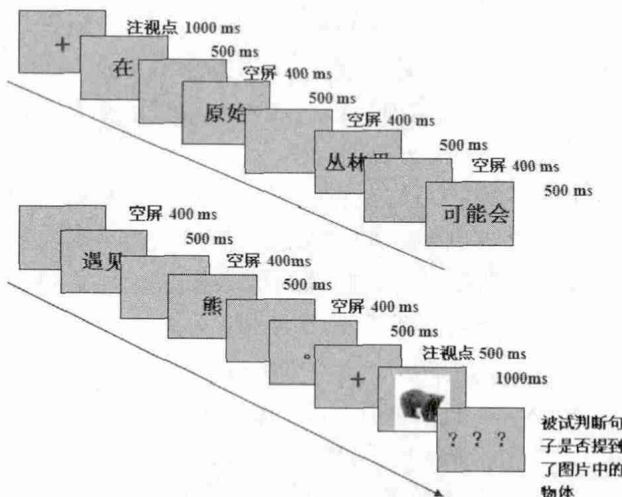 +
注视点 1000 ms
在
500 ms
空屏 400 ms
原始
500 ms
空屏 400 ms
丛林里
500 ms
空屏 400 ms
可能会
500 ms
空屏 400 ms
遇见
500 ms
空屏 400ms
熊
500 ms
空屏 400 ms
。
500 ms
+
注视点 500 ms
1000ms
? ? ?
被试判断句
子是否提到
了图片中的
物体